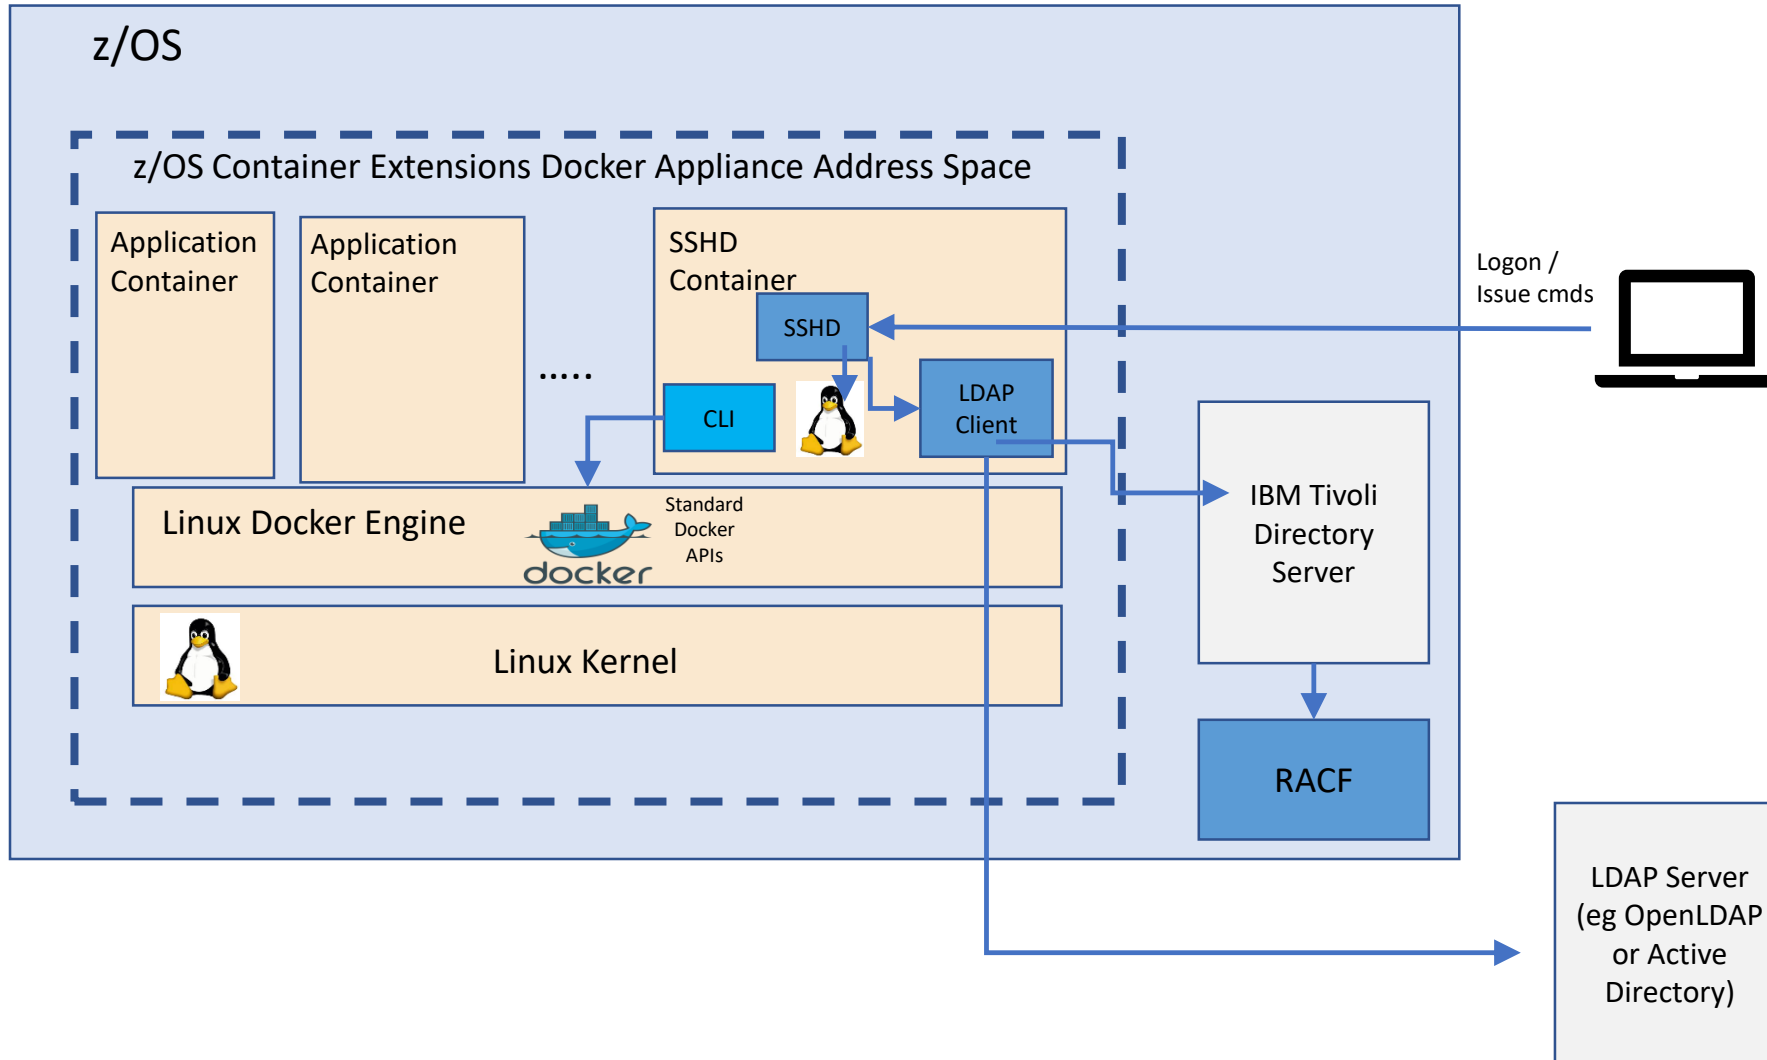 z/OS
z/OS Container Extensions Docker Appliance Address Space
Application
Container
Application
Container
.....
SSHD
Container
SSHD
CLI
LDAP
Client
Logon /
Issue cmds
Linux Docker Engine
docker
Standard
Docker
APIs
Linux Kernel
IBM Tivoli
Directory
Server
RACF
LDAP Server
(eg OpenLDAP
or Active
Directory)